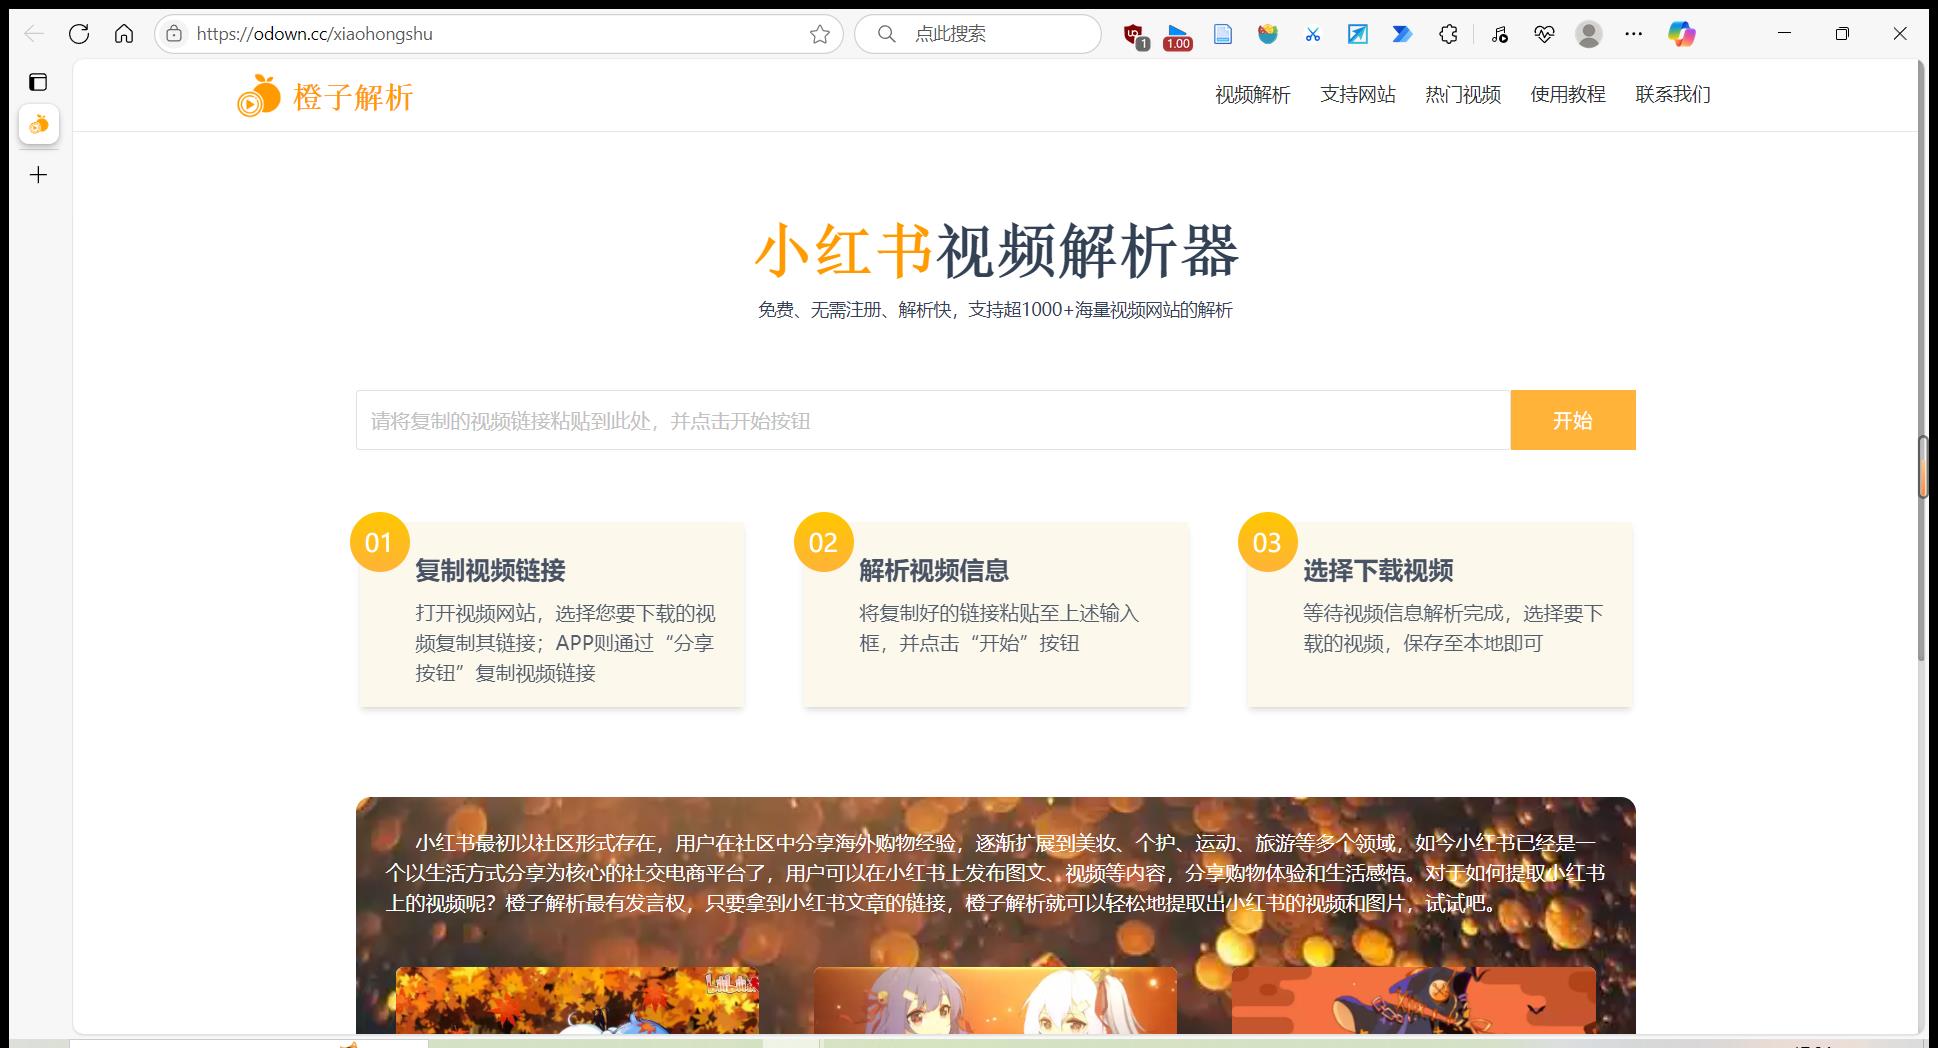 https://odown.cc/xiaohongshu
点此搜索
1
1.00
橙子解析
视频解析 支持网站 热门视频 使用教程 联系我们
小红书视频解析器
免费、无需注册、解析快，支持超1000+海量视频网站的解析
请将复制的视频链接粘贴到此处，并点击开始按钮
开始
01
复制视频链接
打开视频网站，选择您要下载的视
频复制其链接；APP则通过“分享
按钮”复制视频链接
02
解析视频信息
将复制好的链接粘贴至上述输入
框，并点击“开始”按钮
03
选择下载视频
等待视频信息解析完成，选择要下
载的视频，保存至本地即可
小红书最初以社区形式存在，用户在社区中分享海外购物经验，逐渐扩展到美妆、个护、运动、旅游等多个领域，如今小红书已经是一
个以生活方式分享为核心的社交电商平台了，用户可以在小红书上发布图文、视频等内容，分享购物体验和生活感悟。对于如何提取小红书
上的视频呢？橙子解析最有发言权，只要拿到小红书文章的链接，橙子解析就可以轻松地提取出小红书的视频和图片，试试吧。